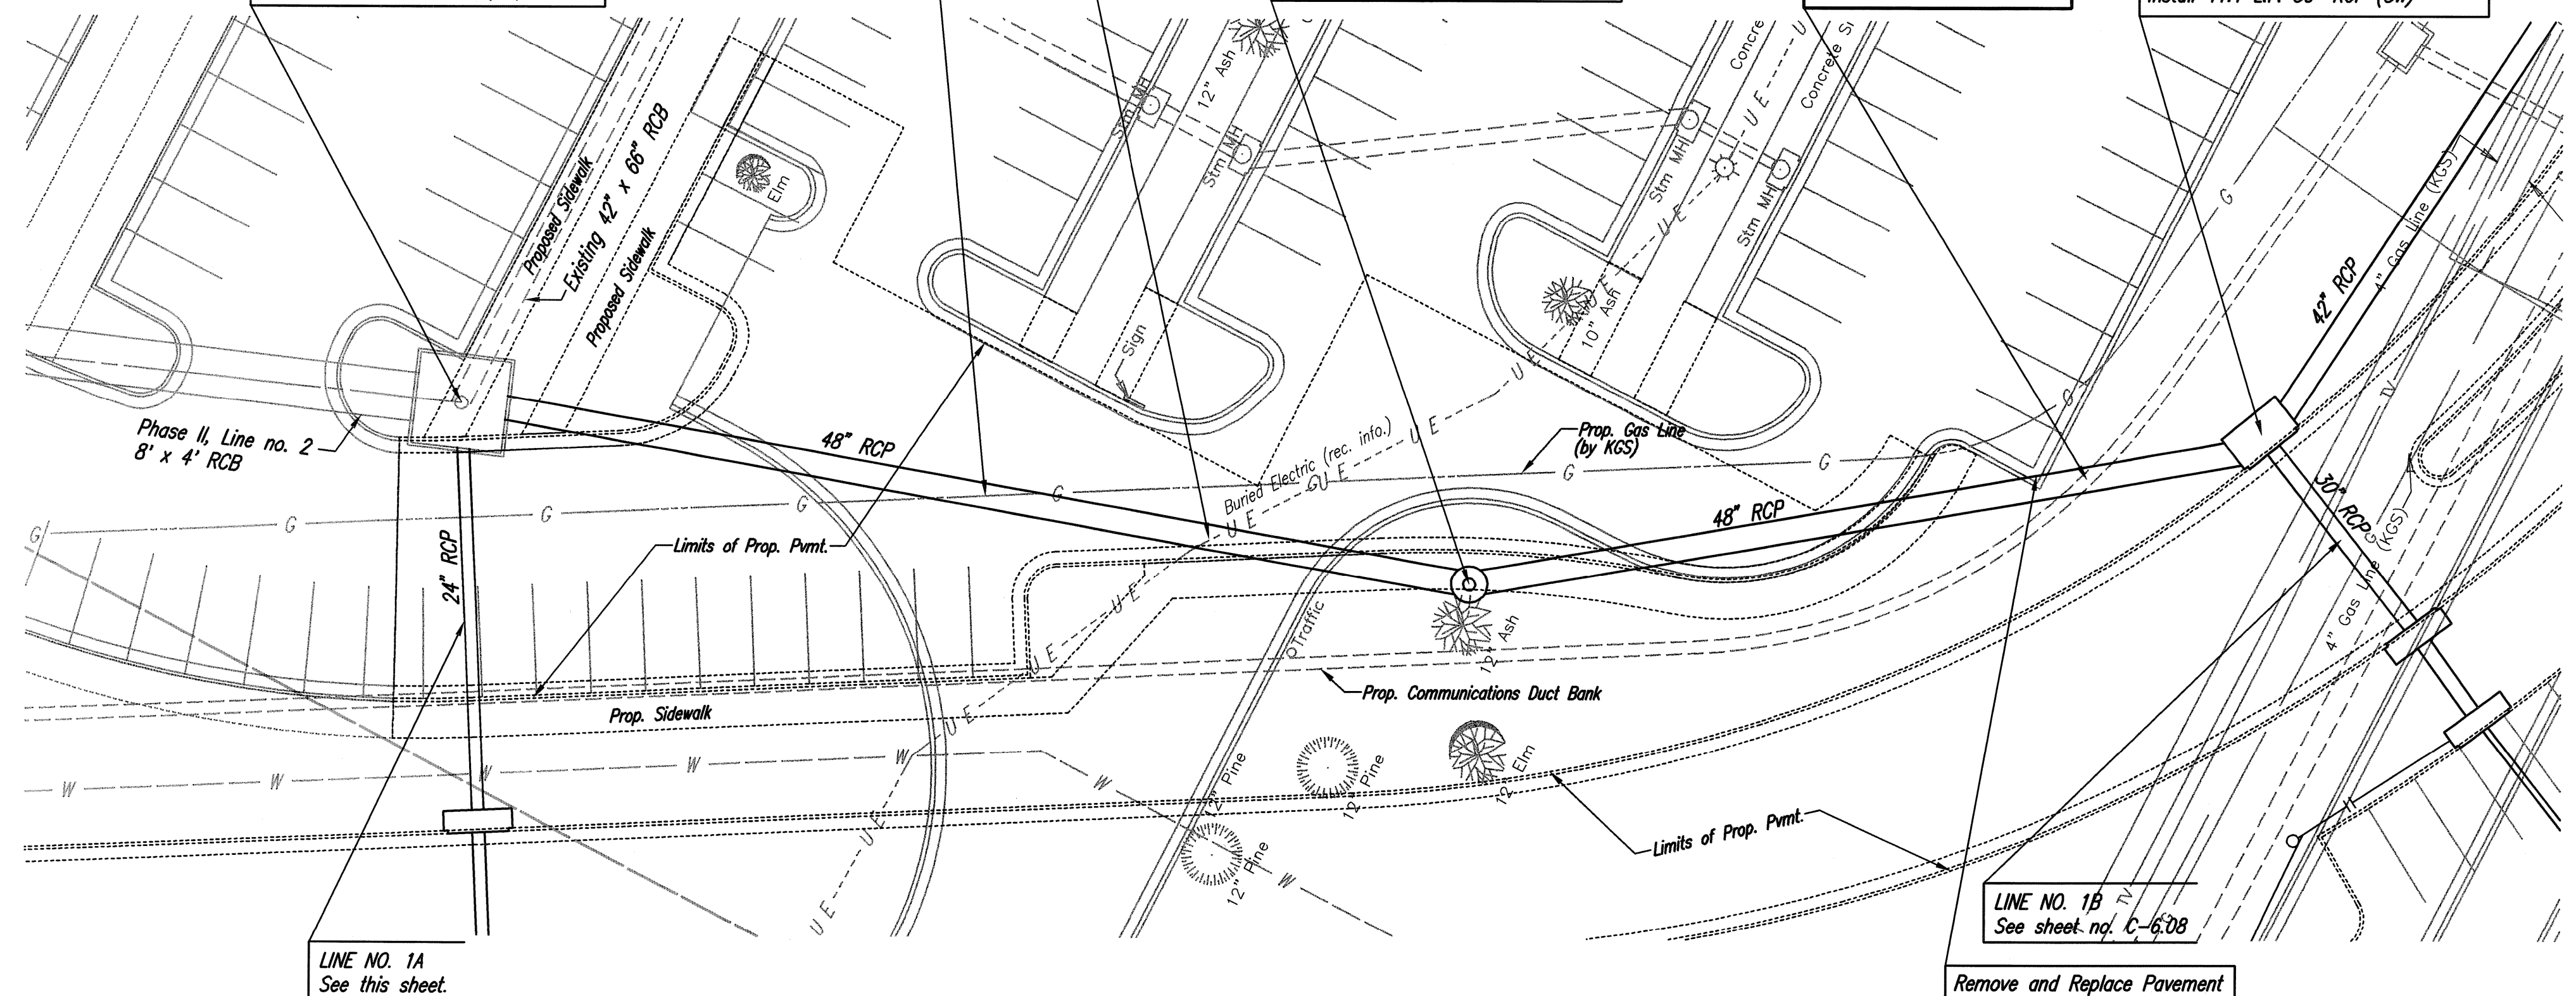 12" Ash
Stm MH
Stm MH
Concre
U E
Concrete Si
Stm MH
Stm MH
U E
Elm
Proposed Sidewalk
Existing 42" x 66" RCB
Proposed Sidewalk
G
4" Gas Line (KGS)
42" RCP
TV
Sign
10" Ash
U E
U E
G
Phase II, Line no. 2
8' x 4' RCB
48" RCP
Prop. Gas Line
(by KGS)
Buried Electric (rec. info.)
U E
G
U E
G
G
G
G
G
G
G
U E
48" RCP
30" RCP
G
4" Gas Line (KGS)
Limits of Prop. Pvmt.
24" RCP
U E
Traffic
12" Ash
U E
Prop. Communications Duct Bank
Prop. Sidewalk
U E
W
W
W
W
W
W
12" Pine
12" Pine
12" Elm
U E
Limits of Prop. Pvmt.
12" Pine
W
U E
LINE NO. 1B
See sheet no. C-6.08
TV
LINE NO. 1A
See this sheet.
Remove and Replace Pavement